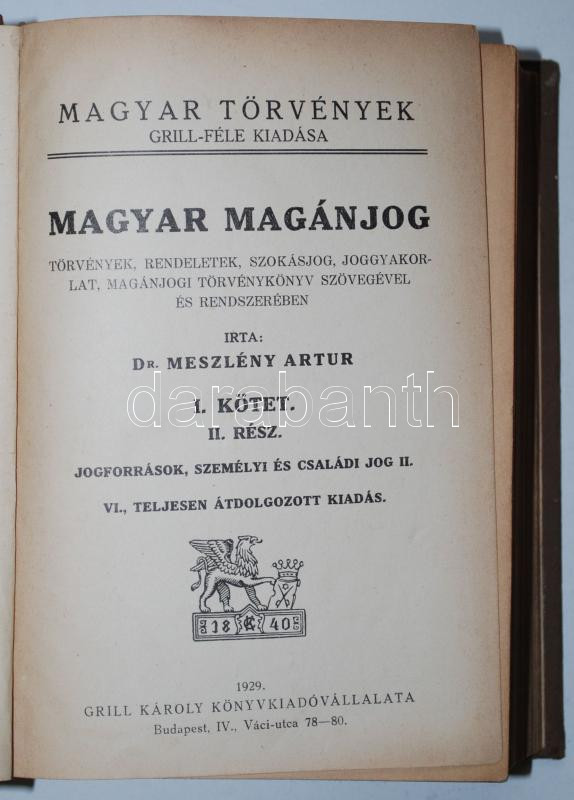 MAGYAR TÖRVÉNYEK
GRILL-FÉLE KIADÁSA
MAGYAR MAGÁNJOG
TÖRVÉNYEK, RENDELETEK, SZOKÁSJOG, JOGGYAKOR-
LAT, MAGÁNJOGI TÖRVÉNYKÖNYV SZÖVEGÉVEL
ÉS RENDSZERÉBEN
IRTA:
DR. MESZLÉNY ARTUR
darabanth
I. KÖTET.
II. RÉSZ.
JOGFORRÁSOK, SZEMÉLYI ÉS CSALÁDI JOG II.
VI., TELJESEN ÁTDOLGOZOTT KIADÁS.
18 40
1929.
GRILL KÁROLY KÖNYVKIADÓVÁLLALATA
Budapest, IV., Váci-utca 78—80.